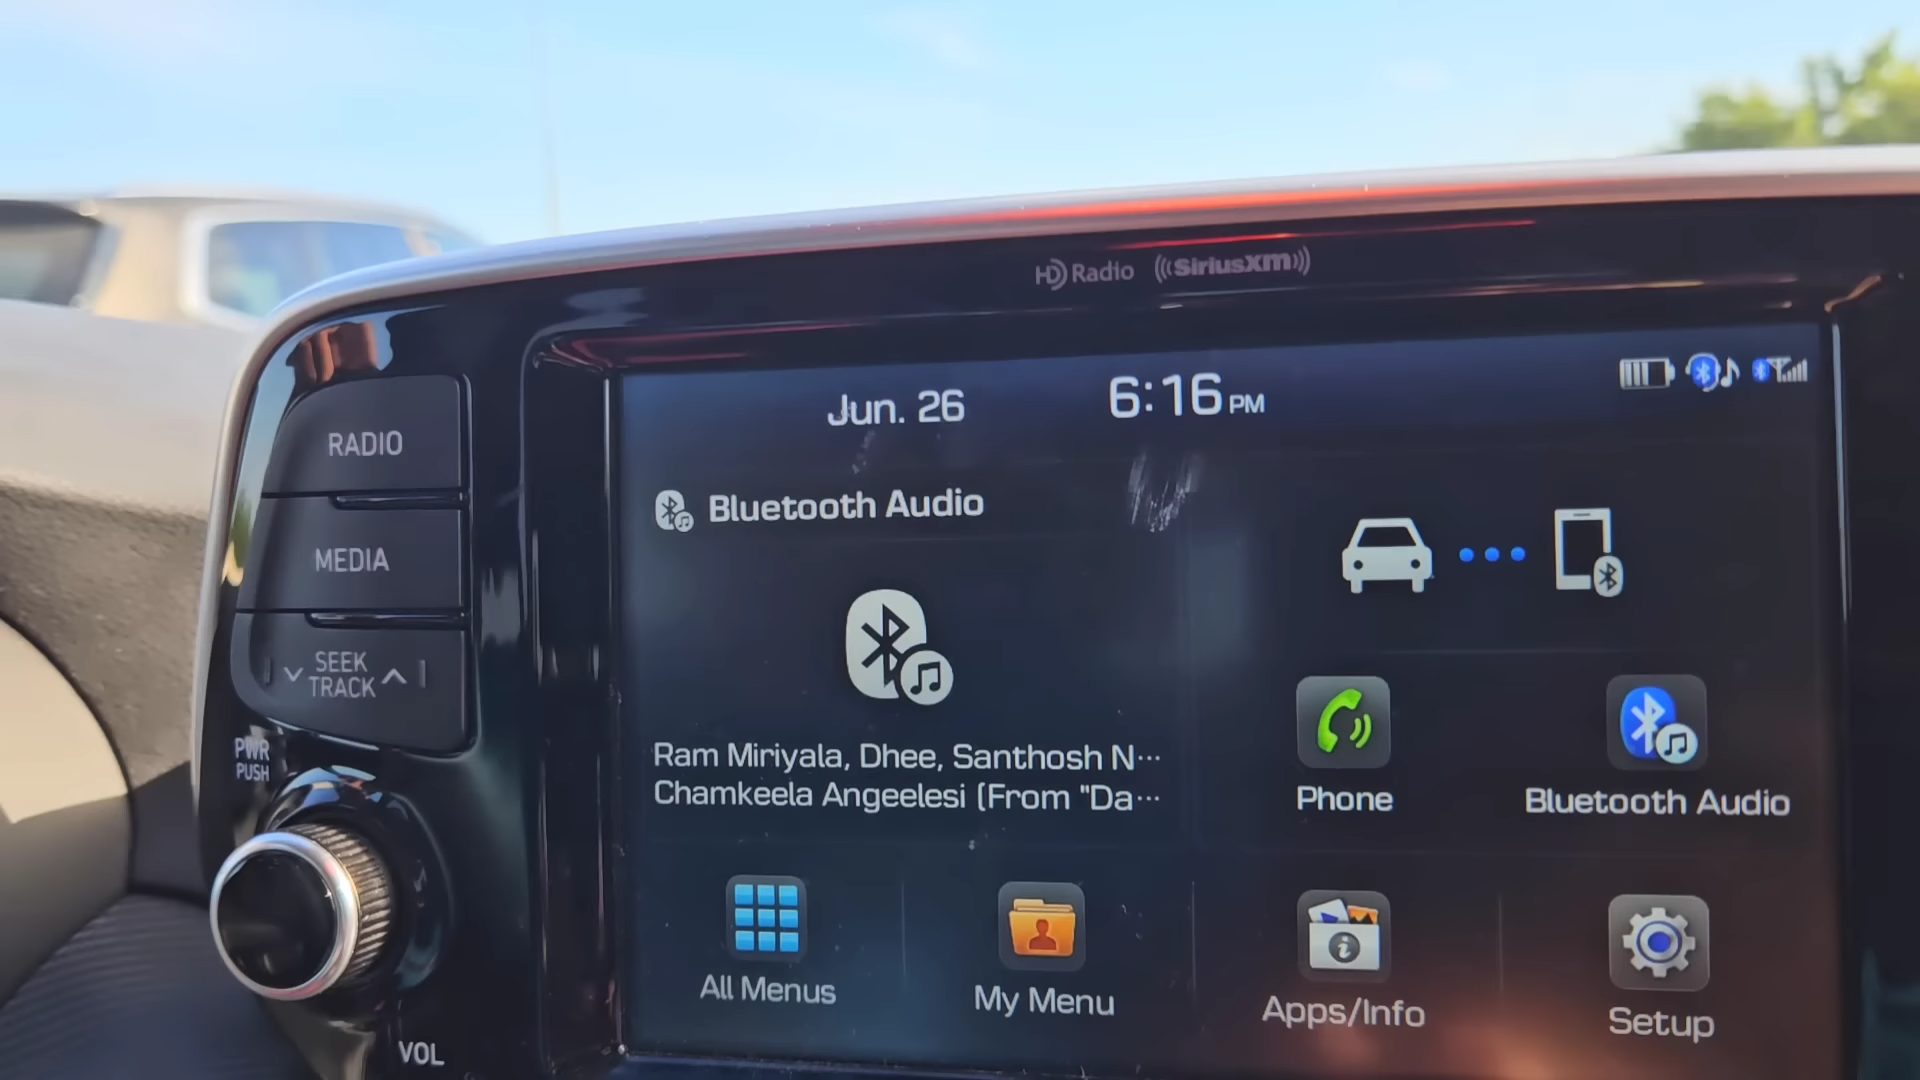 HD Radio SiriusXM
Jun. 26 6:16 PM
RADIO
MEDIA
SEEK
TRACK
PWR
PUSH
VOL
Bluetooth Audio
Ram Miriyala, Dhee, Santhosh N...
Chamkeela Angeelesi (From "Da...
Phone
Bluetooth Audio
All Menus
My Menu
Apps/Info
Setup